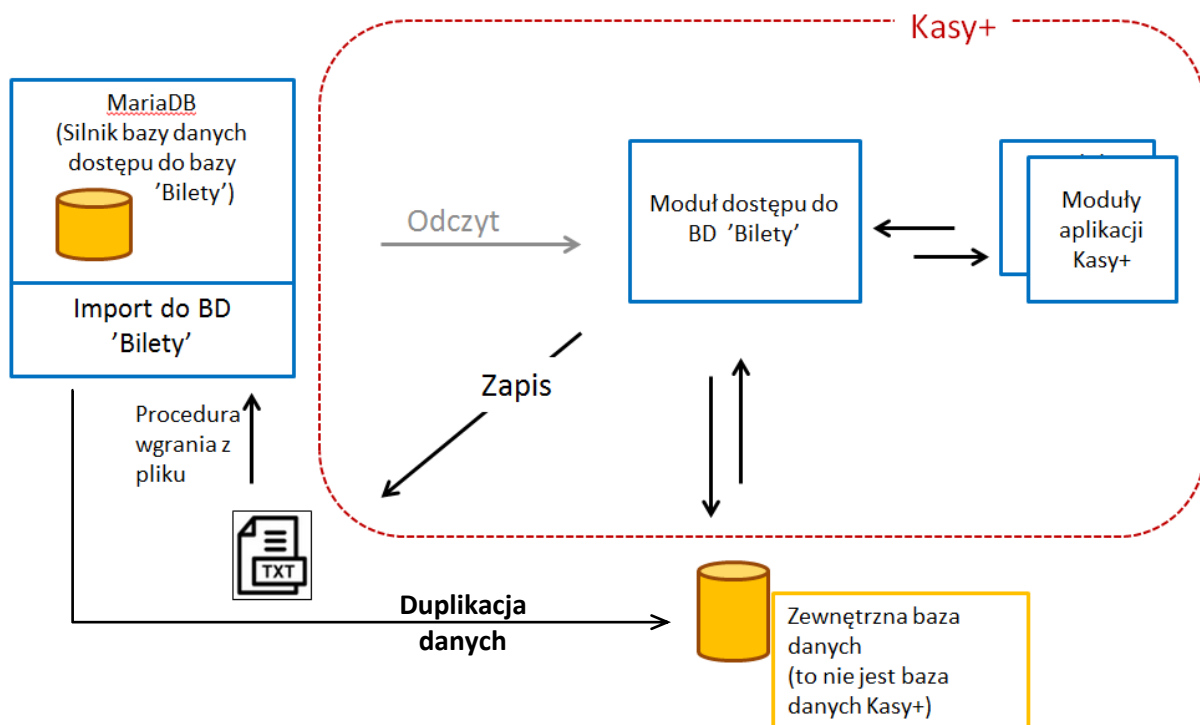 Kasy+
MariaDB
(Silnik bazy danych
dostępu do bazy
’Bilety’)
Import do BD
’Bilety’
Odczyt
Moduł dostępu do
BD ’Bilety’
Moduły
aplikacji
Kasy+
Zapis
Procedura
wgrania z
pliku
TXT
Duplikacja
danych
Zewnętrzna baza
danych
(to nie jest baza
danych Kasy+)